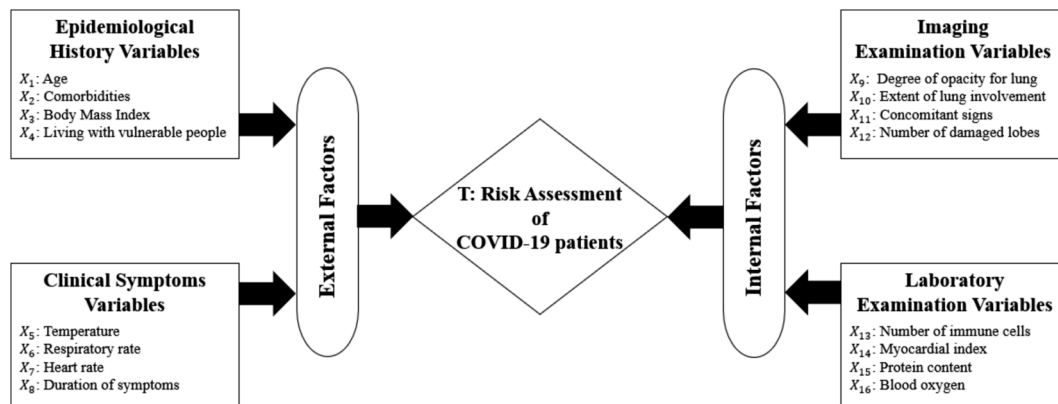 Epidemiological
History Variables
X₁: Age
X₂: Comorbidities
X₃: Body Mass Index
X₄: Living with vulnerable people
Clinical Symptoms
Variables
X₅: Temperature
X₆: Respiratory rate
X₇: Heart rate
X₈: Duration of symptoms
External Factors
T: Risk Assessment
of
COVID-19 patients
Internal Factors
Imaging
Examination Variables
X₉: Degree of opacity for lung
X₁₀: Extent of lung involvement
X₁₁: Concomitant signs
X₁₂: Number of damaged lobes
Laboratory
Examination Variables
X₁₃: Number of immune cells
X₁₄: Myocardial index
X₁₅: Protein content
X₁₆: Blood oxygen